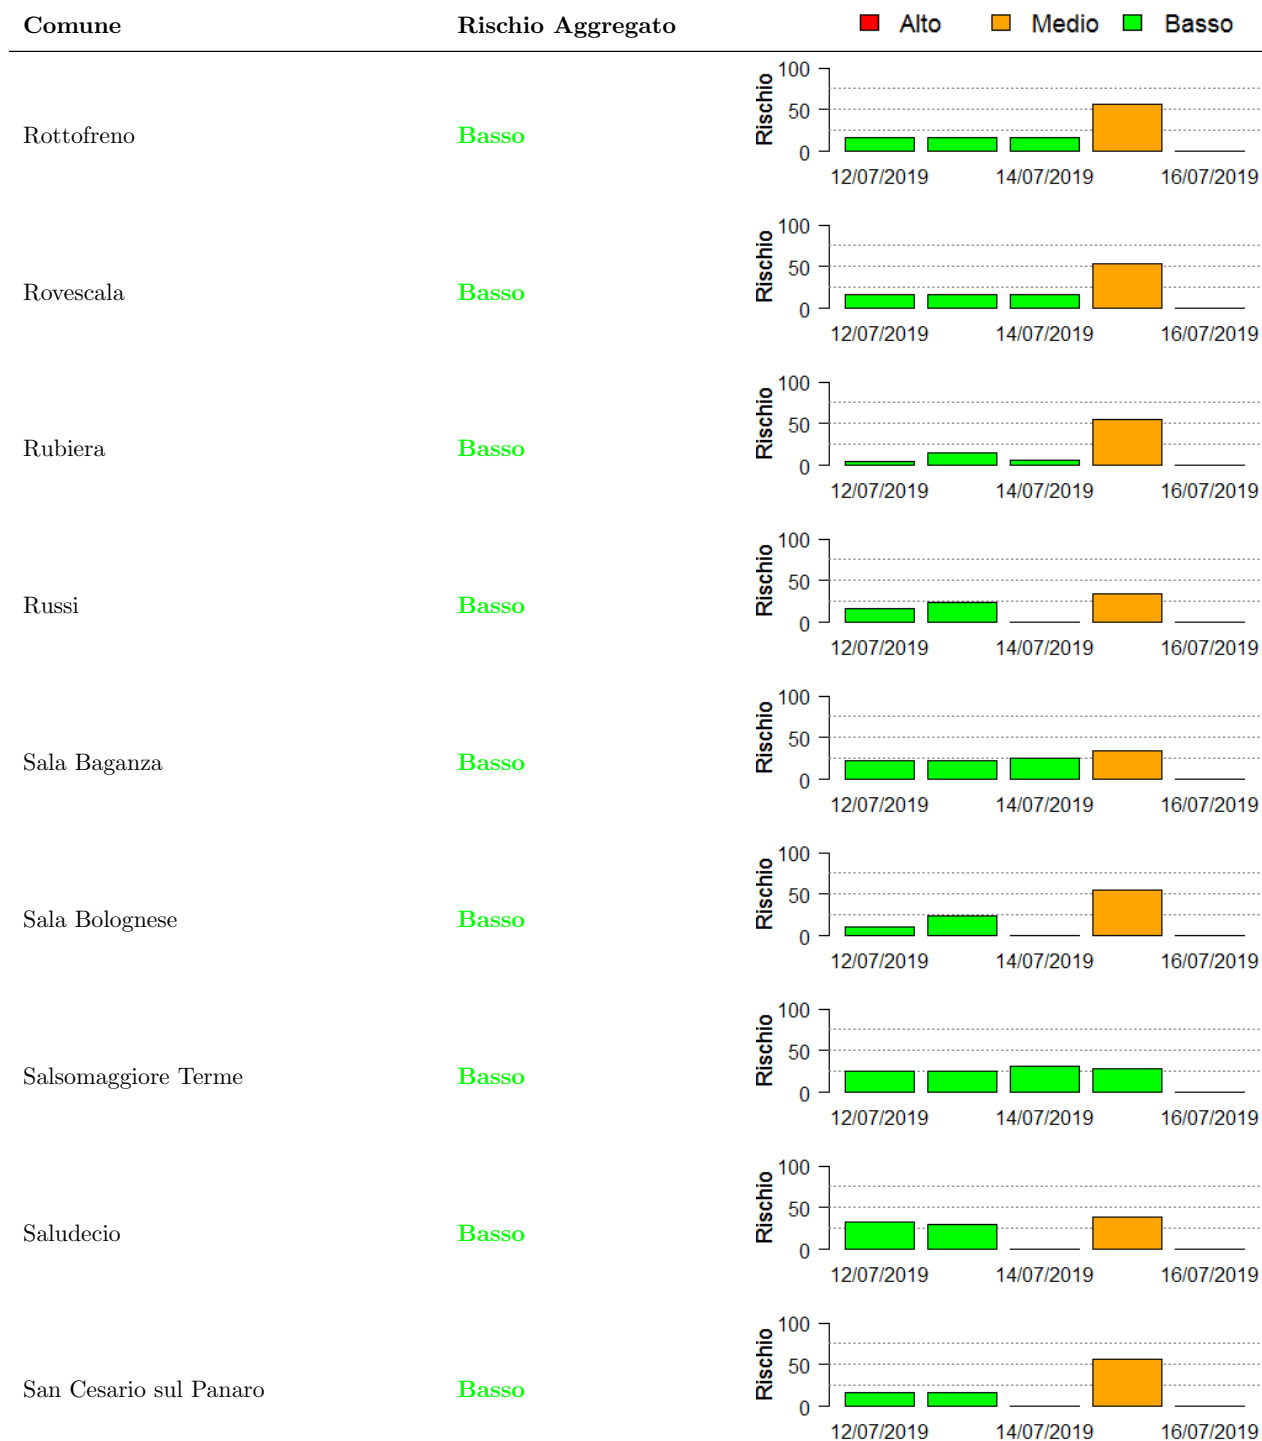 Comune Rischio Aggregato Alto Medio Basso
Rottofreno Basso Rischio 100 50 0
12/07/2019 14/07/2019 16/07/2019
Rovescala Basso Rischio 100 50 0
12/07/2019 14/07/2019 16/07/2019
Rubiera Basso Rischio 100 50 0
12/07/2019 14/07/2019 16/07/2019
Russi Basso Rischio 100 50 0
12/07/2019 14/07/2019 16/07/2019
Sala Baganza Basso Rischio 100 50 0
12/07/2019 14/07/2019 16/07/2019
Sala Bolognese Basso Rischio 100 50 0
12/07/2019 14/07/2019 16/07/2019
Salsomaggiore Terme Basso Rischio 100 50 0
12/07/2019 14/07/2019 16/07/2019
Saludecio Basso Rischio 100 50 0
12/07/2019 14/07/2019 16/07/2019
San Cesario sul Panaro Basso Rischio 100 50 0
12/07/2019 14/07/2019 16/07/2019